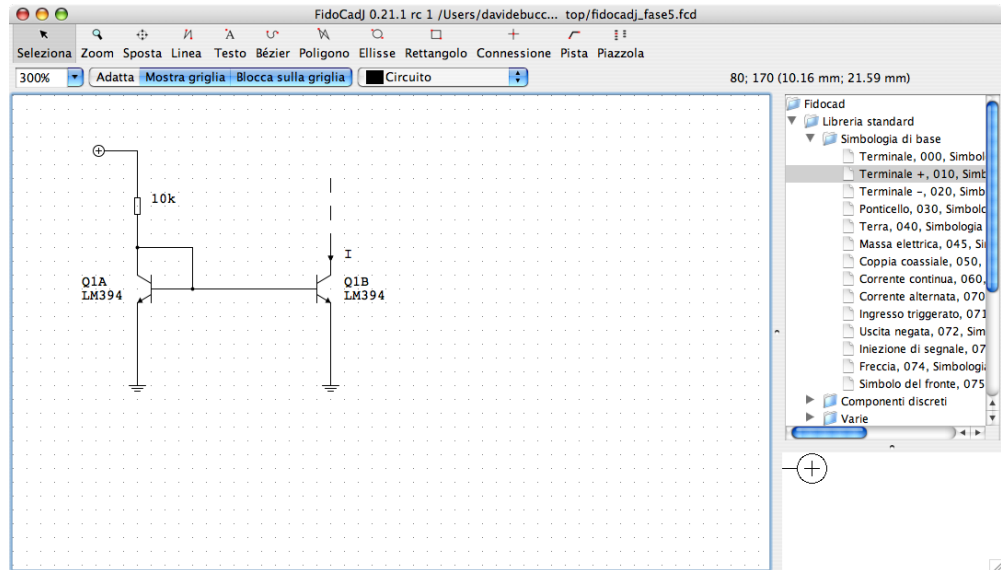 FidoCadJ 0.21.1 rc 1 /Users/davidebucc... top/fidocadj_fase5.fcd
Seleziona Zoom Sposta Linea Testo Bézier Poligono Ellisse Rettangolo Connessione Pista Piazzola
300% Adatta Mostra griglia Blocca sulla griglia Circuito 80; 170 (10.16 mm; 21.59 mm)
10k
I
Q1A
LM394
Q1B
LM394
Fidocad
Libreria standard
Simbologia di base
Terminale, 000, Simbol
Terminale +, 010, Simb
Terminale -, 020, Simb
Ponticello, 030, Simbolo
Terra, 040, Simbologia
Massa elettrica, 045, Si
Coppia coassiale, 050,
Corrente continua, 060,
Corrente alternata, 070
Ingresso triggerato, 071
Uscita negata, 072, Sim
Iniezione di segnale, 07
Freccia, 074, Simbologi
Simbolo del fronte, 075
Componenti discreti
Varie